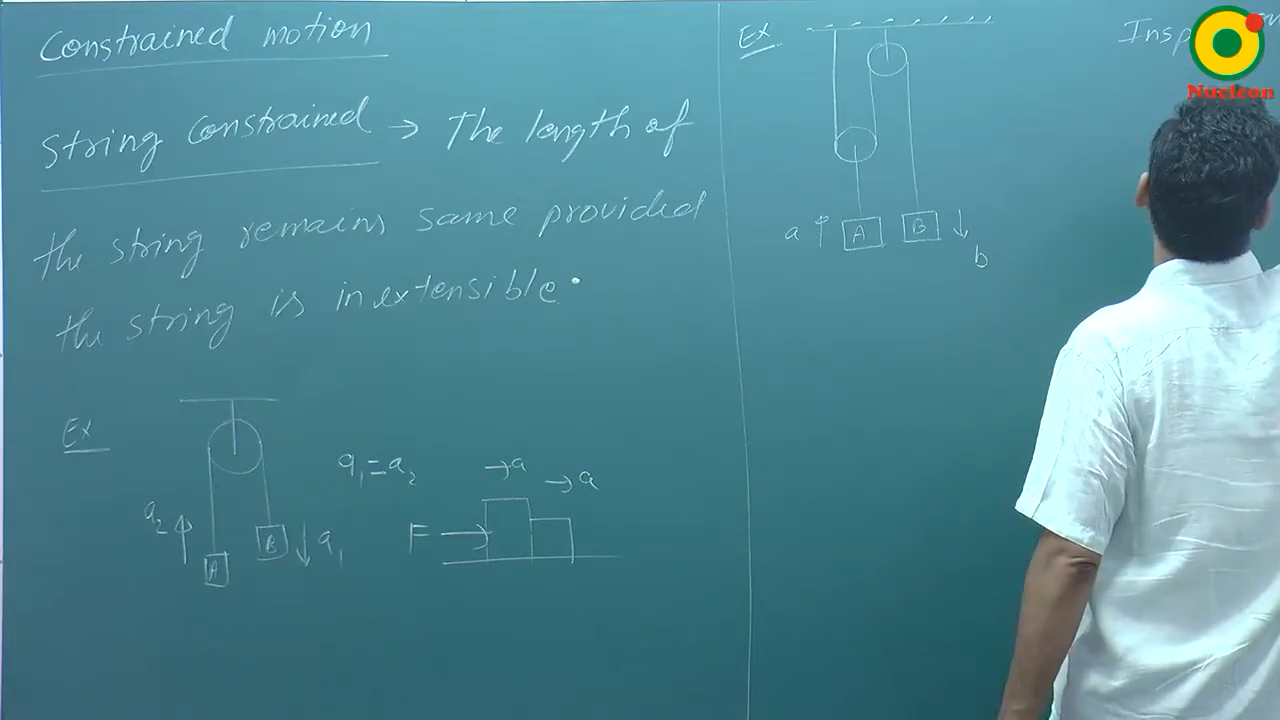 Constrained motion
String Constrained → The length of
the string remains same provided
the string is inextensible.
Ex
a₂
A
B
a₁
a₁=a₂
F
→a
→a
Ex
a
A
B
b
Nucleon